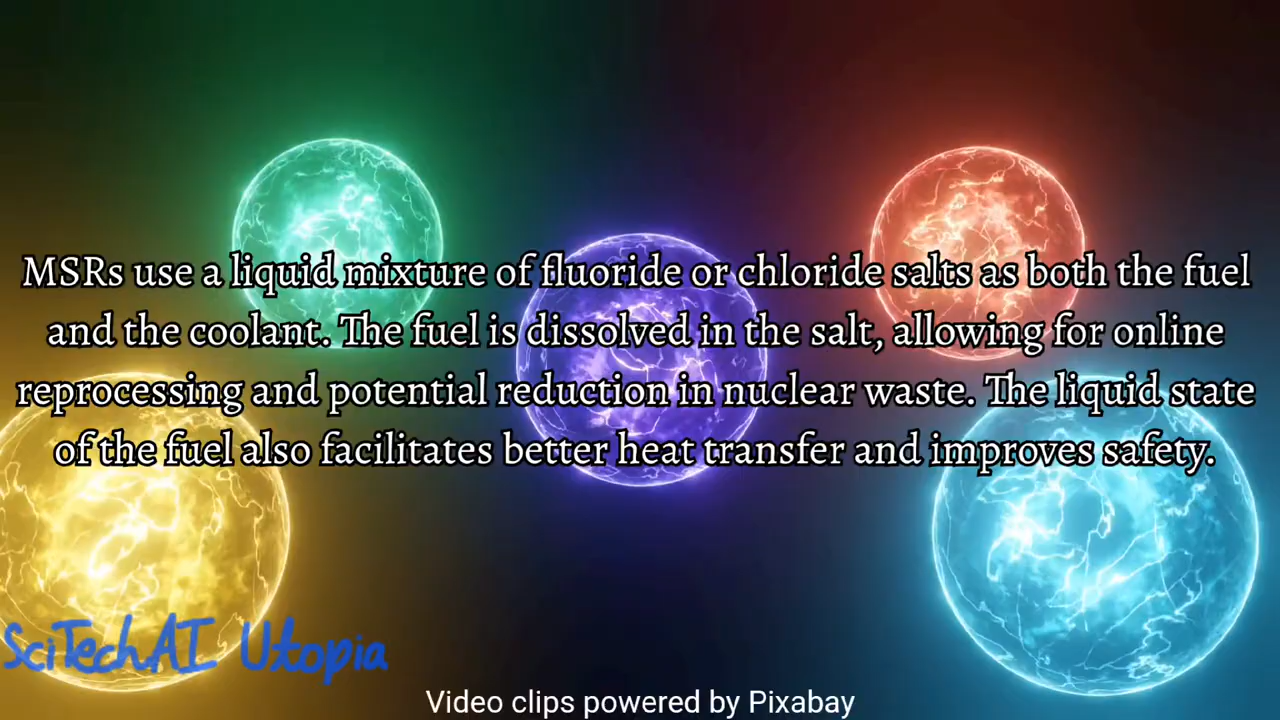 MSRs use a liquid mixture of fluoride or chloride salts as both the fuel
and the coolant. The fuel is dissolved in the salt, allowing for online
reprocessing and potential reduction in nuclear waste. The liquid state
of the fuel also facilitates better heat transfer and improves safety.
SciTechAI Utopia
Video clips powered by Pixabay